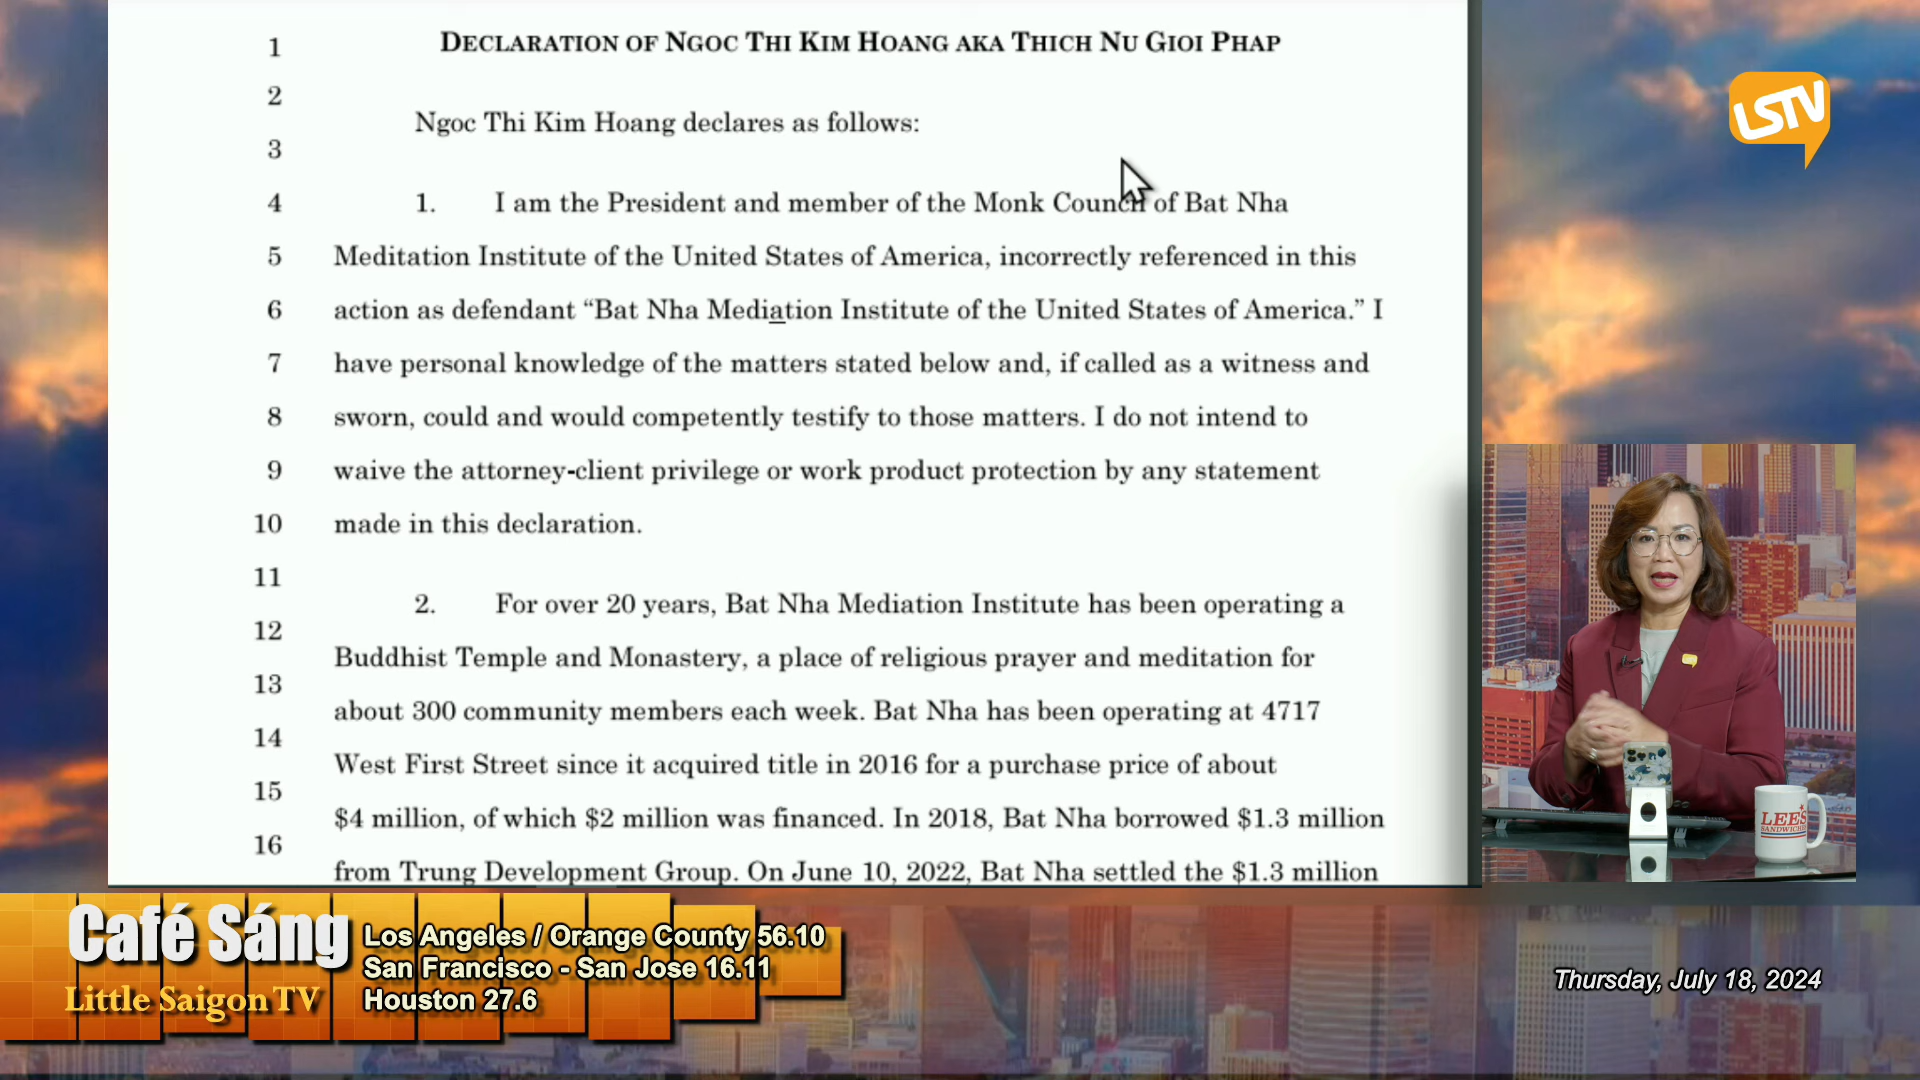 1 DECLARATION OF NGOC THI KIM HOANG AKA THICH NU GIOI PHAP
2
Ngoc Thi Kim Hoang declares as follows:
3
4 1. I am the President and member of the Monk Council of Bat Nha
5 Meditation Institute of the United States of America, incorrectly referenced in this
6 action as defendant “Bat Nha Mediation Institute of the United States of America.” I
7 have personal knowledge of the matters stated below and, if called as a witness and
8 sworn, could and would competently testify to those matters. I do not intend to
9 waive the attorney-client privilege or work product protection by any statement
10 made in this declaration.
11
2. For over 20 years, Bat Nha Mediation Institute has been operating a
12
Buddhist Temple and Monastery, a place of religious prayer and meditation for
13
about 300 community members each week. Bat Nha has been operating at 4717
14
West First Street since it acquired title in 2016 for a purchase price of about
15
$4 million, of which $2 million was financed. In 2018, Bat Nha borrowed $1.3 million
16
from Trung Development Group. On June 10, 2022, Bat Nha settled the $1.3 million
LSTV
LEE'S
SANDWICHES
Café Sáng
Little Saigon TV
Los Angeles / Orange County 56.10
San Francisco - San Jose 16.11
Houston 27.6
Thursday, July 18, 2024